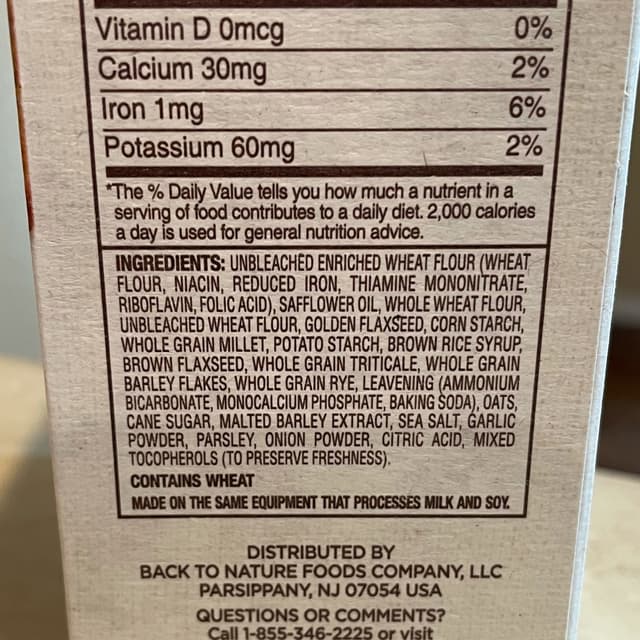 Vitamin D 0mcg 0%
Calcium 30mg 2%
Iron 1mg 6%
Potassium 60mg 2%
*The % Daily Value tells you how much a nutrient in a
serving of food contributes to a daily diet. 2,000 calories
a day is used for general nutrition advice.
INGREDIENTS: UNBLEACHED ENRICHED WHEAT FLOUR (WHEAT
FLOUR, NIACIN, REDUCED IRON, THIAMINE MONONITRATE,
RIBOFLAVIN, FOLIC ACID), SAFFLOWER OIL, WHOLE WHEAT FLOUR,
UNBLEACHED WHEAT FLOUR, GOLDEN FLAXSEED, CORN STARCH,
WHOLE GRAIN MILLET, POTATO STARCH, BROWN RICE SYRUP,
BROWN FLAXSEED, WHOLE GRAIN TRITICALE, WHOLE GRAIN
BARLEY FLAKES, WHOLE GRAIN RYE, LEAVENING (AMMONIUM
BICARBONATE, MONOCALCIUM PHOSPHATE, BAKING SODA), OATS,
CANE SUGAR, MALTED BARLEY EXTRACT, SEA SALT, GARLIC
POWDER, PARSLEY, ONION POWDER, CITRIC ACID, MIXED
TOCOPHEROLS (TO PRESERVE FRESHNESS).
CONTAINS WHEAT
MADE ON THE SAME EQUIPMENT THAT PROCESSES MILK AND SOY.
DISTRIBUTED BY
BACK TO NATURE FOODS COMPANY, LLC
PARSIPPANY, NJ 07054 USA
QUESTIONS OR COMMENTS?
Call 1-855-346-2225 or visit